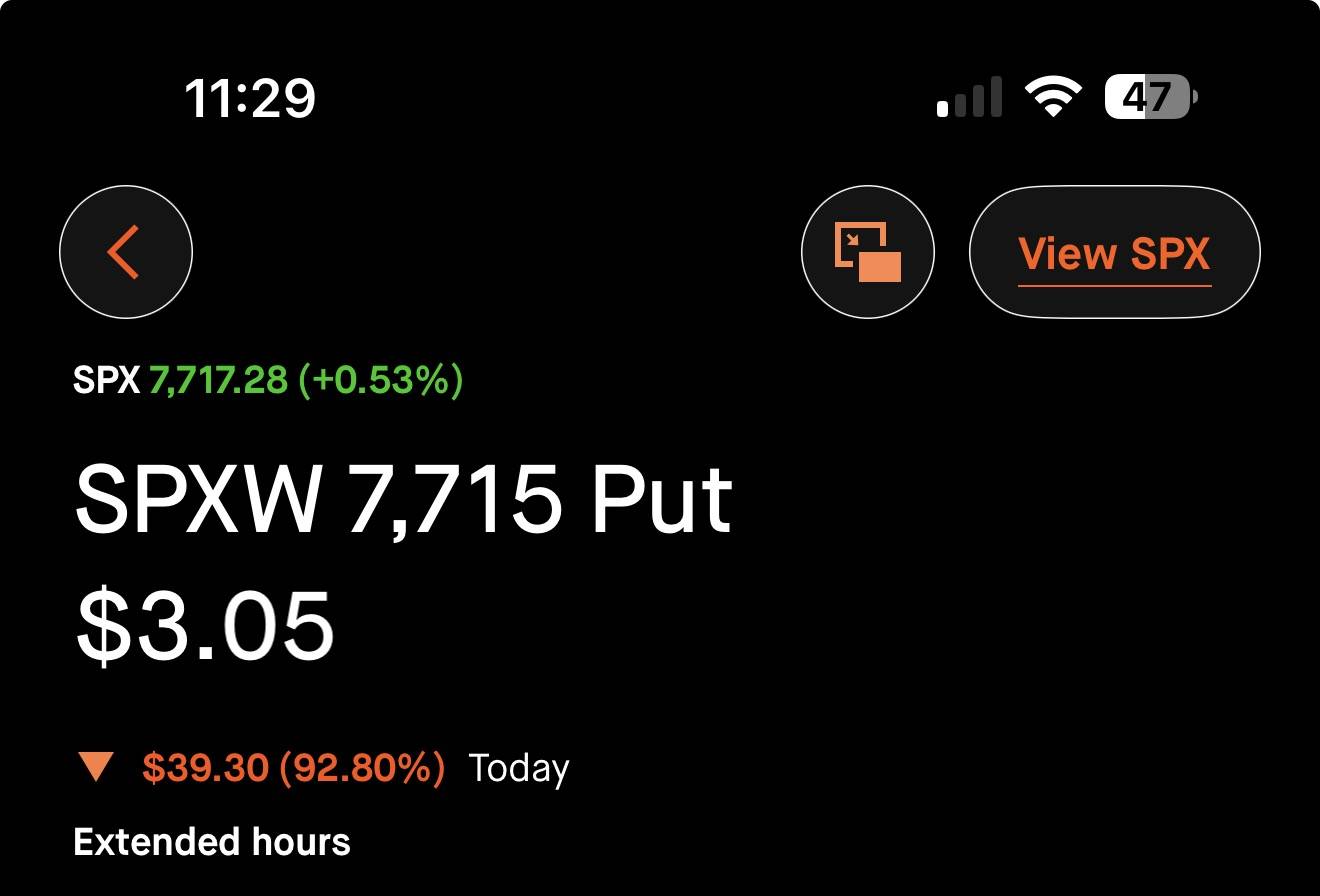 11:29
47
View SPX
SPX 7,717.28 (+0.53%)
SPXW 7,715 Put
$3.05
▼ $39.30 (92.80%) Today
Extended hours